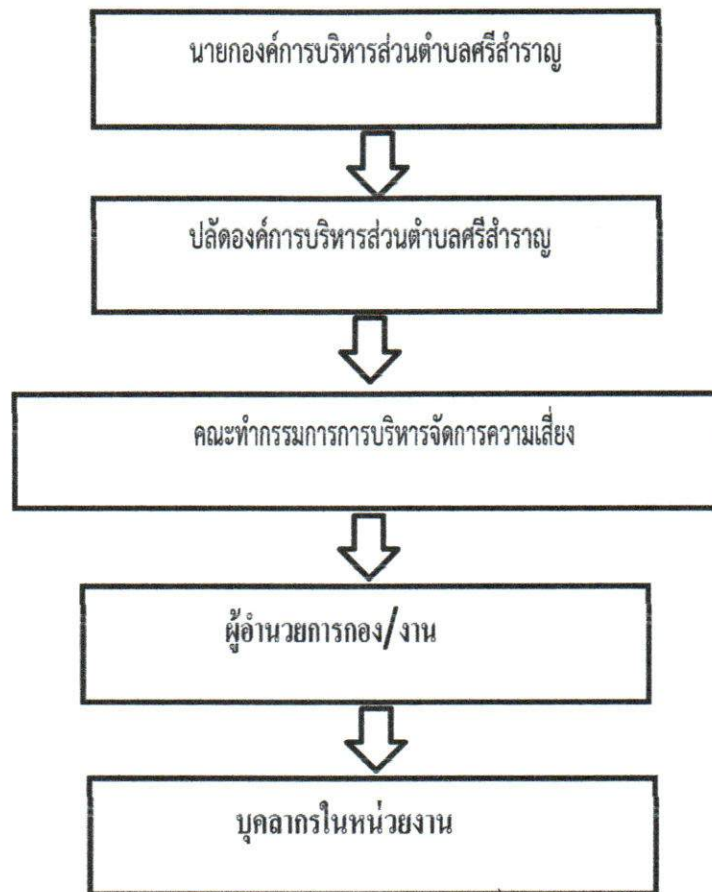 นายกองค์การบริหารส่วนตำบลศรีสำราญ
ปลัดองค์การบริหารส่วนตำบลศรีสำราญ
คณะทำกรรมการการบริหารจัดการความเสี่ยง
ผู้อำนวยการกอง/งาน
บุคลากรในหน่วยงาน